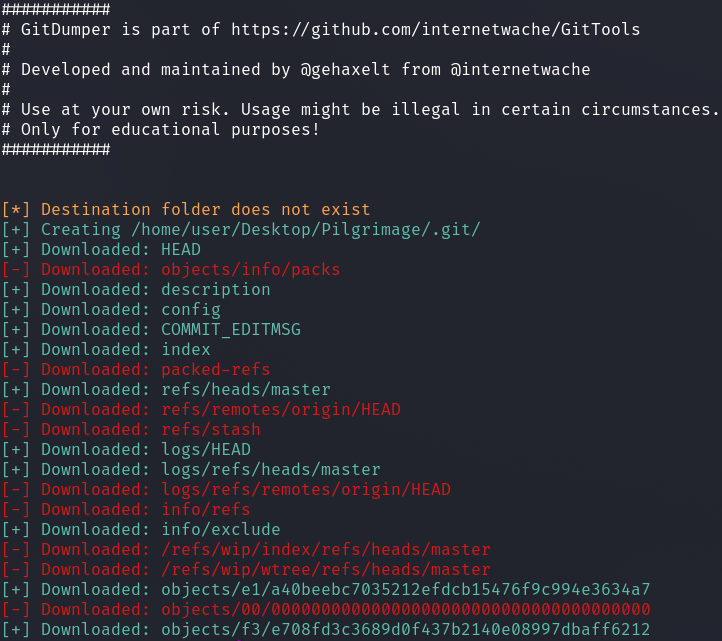 ###########
# GitDumper is part of https://github.com/internetwache/GitTools
#
# Developed and maintained by @gehaxelt from @internetwache
#
# Use at your own risk. Usage might be illegal in certain circumstances.
# Only for educational purposes!
###########
[*] Destination folder does not exist
[+] Creating /home/user/Desktop/Pilgrimage/.git/
[+] Downloaded: HEAD
[-] Downloaded: objects/info/packs
[+] Downloaded: description
[+] Downloaded: config
[+] Downloaded: COMMIT_EDITMSG
[+] Downloaded: index
[-] Downloaded: packed-refs
[+] Downloaded: refs/heads/master
[-] Downloaded: refs/remotes/origin/HEAD
[-] Downloaded: refs/stash
[+] Downloaded: logs/HEAD
[+] Downloaded: logs/refs/heads/master
[-] Downloaded: logs/refs/remotes/origin/HEAD
[-] Downloaded: info/refs
[+] Downloaded: info/exclude
[-] Downloaded: /refs/wip/index/refs/heads/master
[-] Downloaded: /refs/wip/wtree/refs/heads/master
[+] Downloaded: objects/e1/a40beebc7035212efdcb15476f9c994e3634a7
[-] Downloaded: objects/00/00000000000000000000000000000000000000
[+] Downloaded: objects/f3/e708fd3c3689d0f437b2140e08997dbaff6212